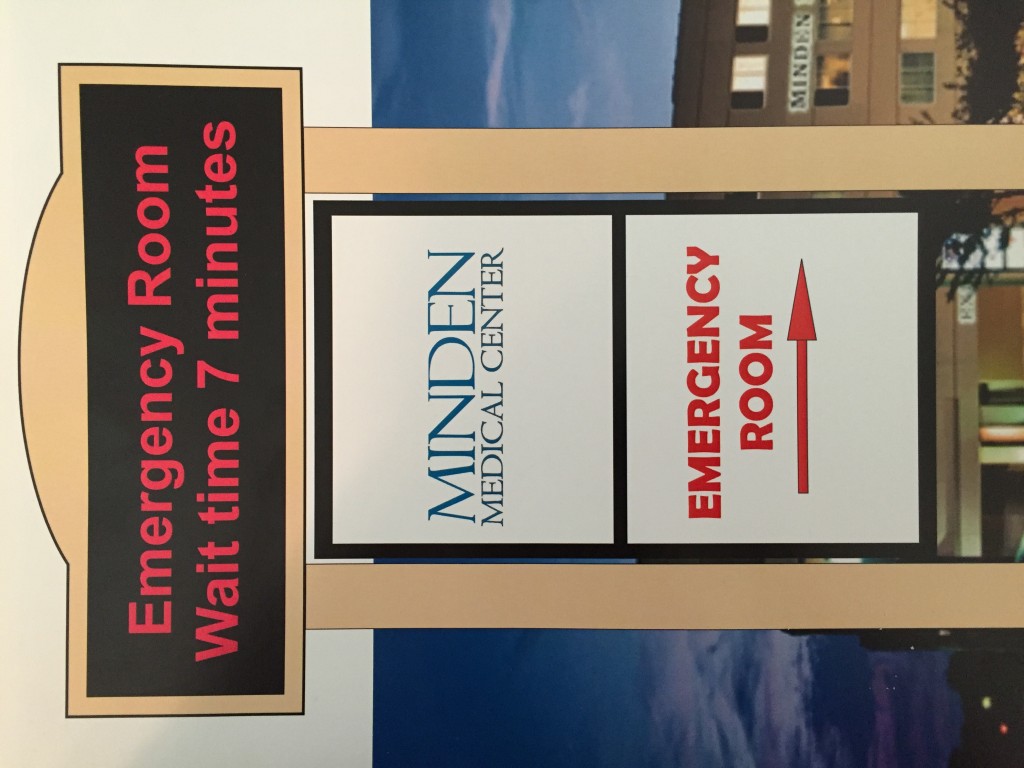 Emergency Room
Wait time 7 minutes
MINDEN
MEDICAL CENTER
EMERGENCY
ROOM
MINDEN